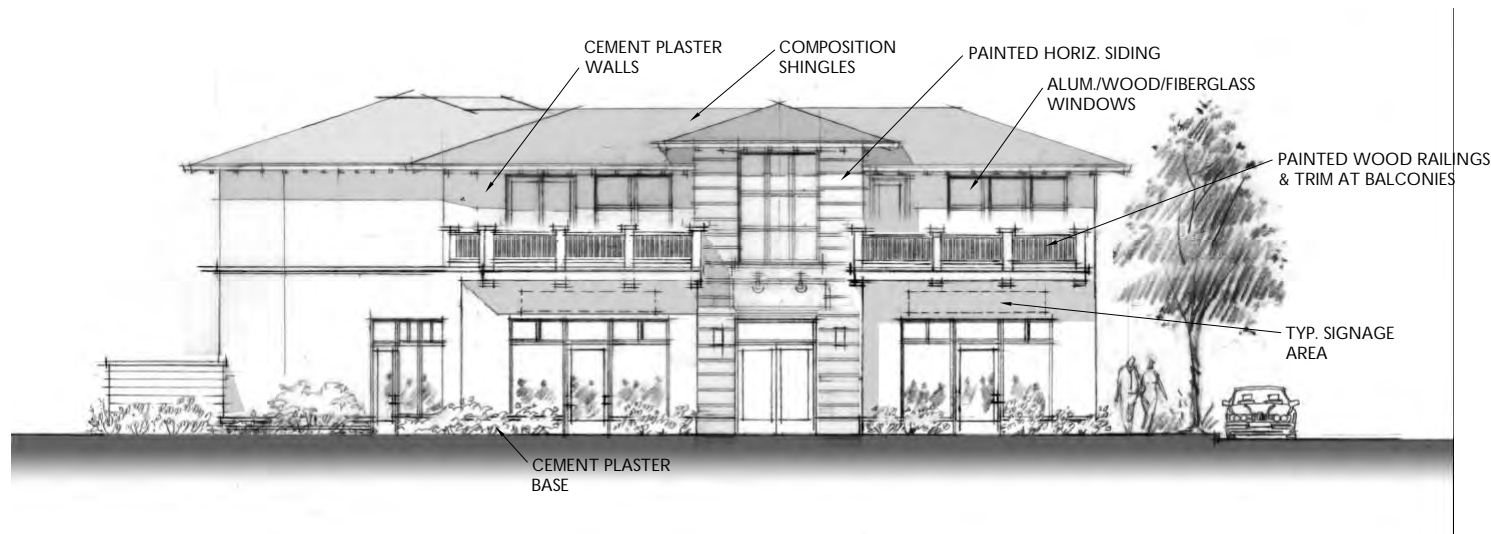 CEMENT PLASTER
WALLS
COMPOSITION
SHINGLES
PAINTED HORIZ. SIDING
ALUM./WOOD/FIBERGLASS
WINDOWS
PAINTED WOOD RAILINGS
& TRIM AT BALCONIES
TYP. SIGNAGE
AREA
CEMENT PLASTER
BASE